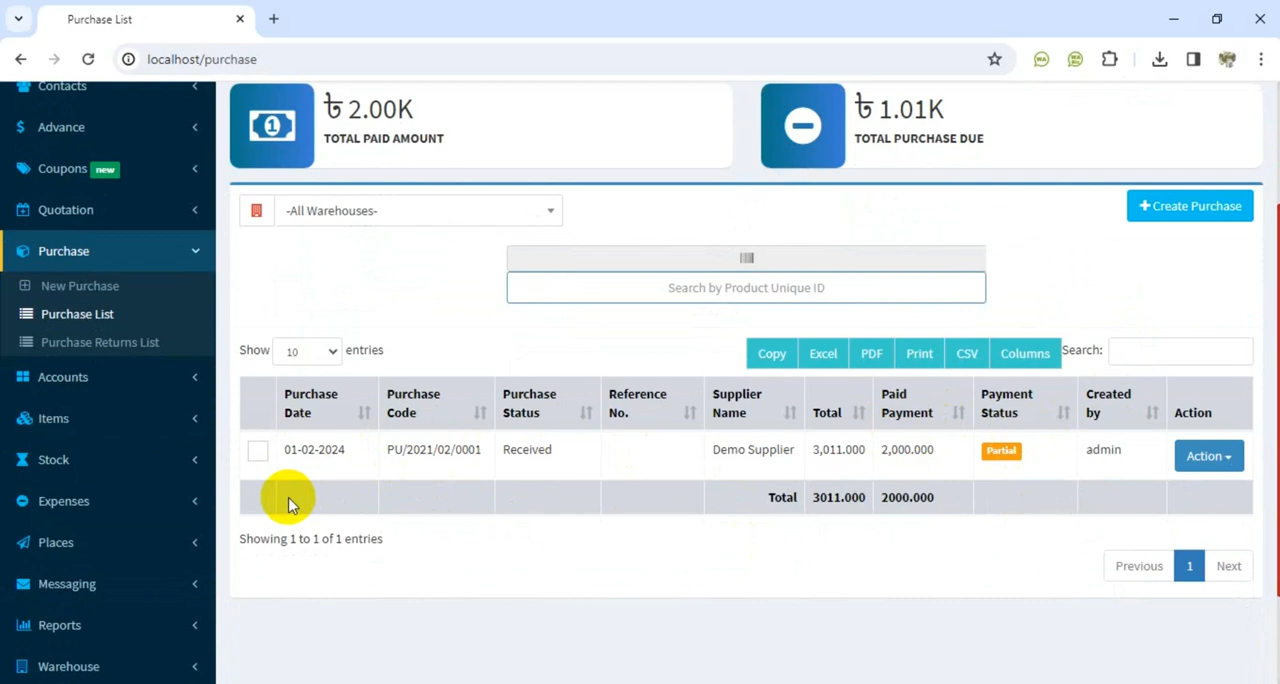 Purchase List
localhost/purchase
Contacts
Advance
Coupons new
Quotation
Purchase
New Purchase
Purchase List
Purchase Returns List
Accounts
Items
Stock
Expenses
Places
Messaging
Reports
Warehouse
৳ 2.00K
TOTAL PAID AMOUNT
৳ 1.01K
TOTAL PURCHASE DUE
-All Warehouses-
Create Purchase
Search by Product Unique ID
Show 10 entries
Copy Excel PDF Print CSV Columns Search:
Purchase Date Purchase Code Purchase Status Reference No. Supplier Name Total Paid Payment Payment Status Created by Action
01-02-2024 PU/2021/02/0001 Received Demo Supplier 3,011.000 2,000.000 Partial admin Action
Total 3011.000 2000.000
Showing 1 to 1 of 1 entries
Previous 1 Next